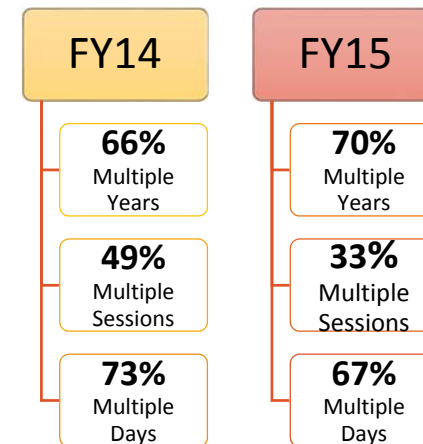 FY14
66%
Multiple
Years
49%
Multiple
Sessions
73%
Multiple
Days
FY15
70%
Multiple
Years
33%
Multiple
Sessions
67%
Multiple
Days